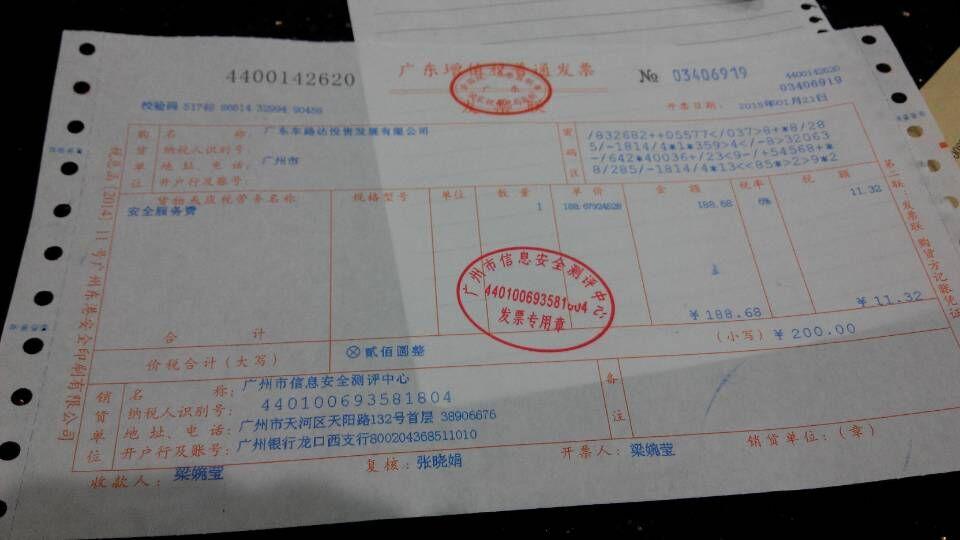 4400142620
广东增值税普通发票
№ 03406919
4400142620
03406919
开票日期: 2015年01月21日
购货单位
名称: 广东车路达投资发展有限公司
纳税人识别号:
地址、电话: 广州市
开户行及账号:
密码区
/832682++05577</037>8+*8/28
5/-1814/4*1*359>4</-8>32063
-/642*40036+/23<9-/+54568+*
8/285/-1814/4*13<<85*>2>9*2
货物或应税劳务名称 规格型号 单位 数量 单价 金额 税率 税额
安全服务费 1 188.67924528 188.68 6% 11.32
合计 ¥188.68 ¥11.32
价税合计(大写) ⊗贰佰圆整 (小写) ¥200.00
广州市信息安全测评中心
发票专用章
销货单位
名称: 广州市信息安全测评中心
纳税人识别号: 440100693581804
地址、电话: 广州市天河区天阳路132号首层 38906676
开户行及账号: 广州银行龙口西支行800204368511010
备注
收款人: 梁婉莹 复核: 张晓娟 开票人: 梁婉莹 销货单位:(章)
第二联:发票联 购货方记账凭证